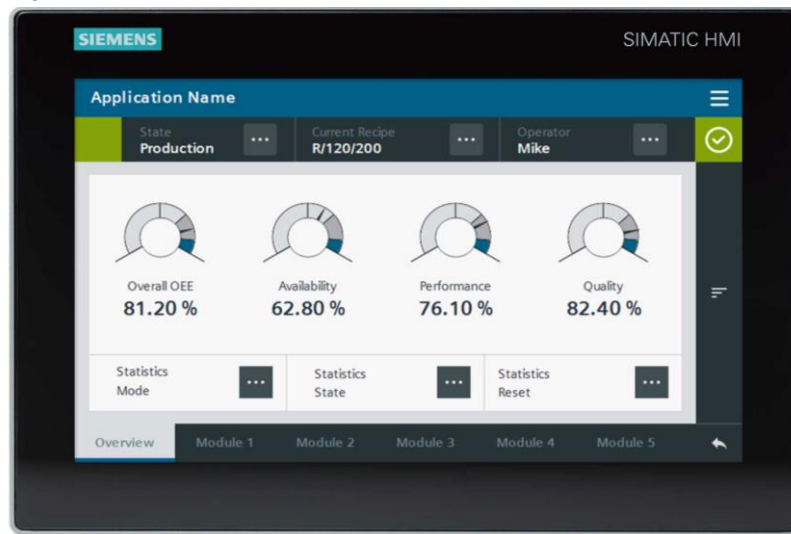 SIEMENS
SIMATIC HMI
Application Name
State
Production
Current Recipe
R/120/200
Operator
Mike
Overall OEE
81.20 %
Availability
62.80 %
Performance
76.10 %
Quality
82.40 %
Statistics
Mode
Statistics
State
Statistics
Reset
Overview
Module 1
Module 2
Module 3
Module 4
Module 5